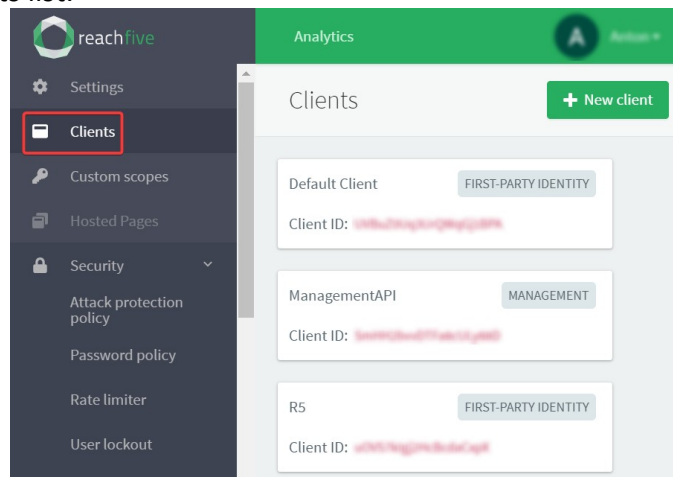 reachfive
Analytics
A
Settings
Clients
Custom scopes
Hosted Pages
Security
Attack protection
policy
Password policy
Rate limiter
User lockout
Clients
+ New client
Default Client
FIRST-PARTY IDENTITY
Client ID:
ManagementAPI
MANAGEMENT
Client ID:
R5
FIRST-PARTY IDENTITY
Client ID: